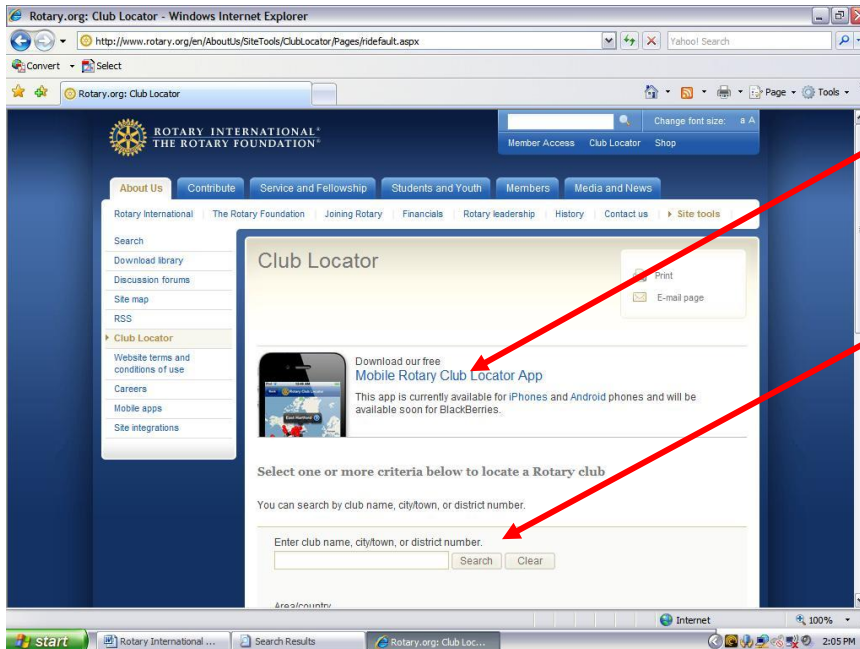 Rotary.org: Club Locator - Windows Internet Explorer
http://www.rotary.org/en/AboutUs/SiteTools/ClubLocator/Pages/ridefault.aspx
Yahoo! Search
Convert
Select
Rotary.org: Club Locator
Page
Tools
ROTARY INTERNATIONAL®
THE ROTARY FOUNDATION®
Change font size: a A
Member Access Club Locator Shop
About Us Contribute Service and Fellowship Students and Youth Members Media and News
Rotary International The Rotary Foundation Joining Rotary Financials Rotary leadership History Contact us Site tools
Search
Download library
Discussion forums
Site map
RSS
Club Locator
Website terms and
conditions of use
Careers
Mobile apps
Site integrations
Club Locator
Print
E-mail page
Download our free
Mobile Rotary Club Locator App
This app is currently available for iPhones and Android phones and will be
available soon for BlackBerries.
East Hartford
Select one or more criteria below to locate a Rotary club
You can search by club name, city/town, or district number.
Enter club name, city/town, or district number.
Search Clear
Area/country
Internet
100%
start
Rotary International ...
Search Results
Rotary.org: Club Loc...
2:05 PM